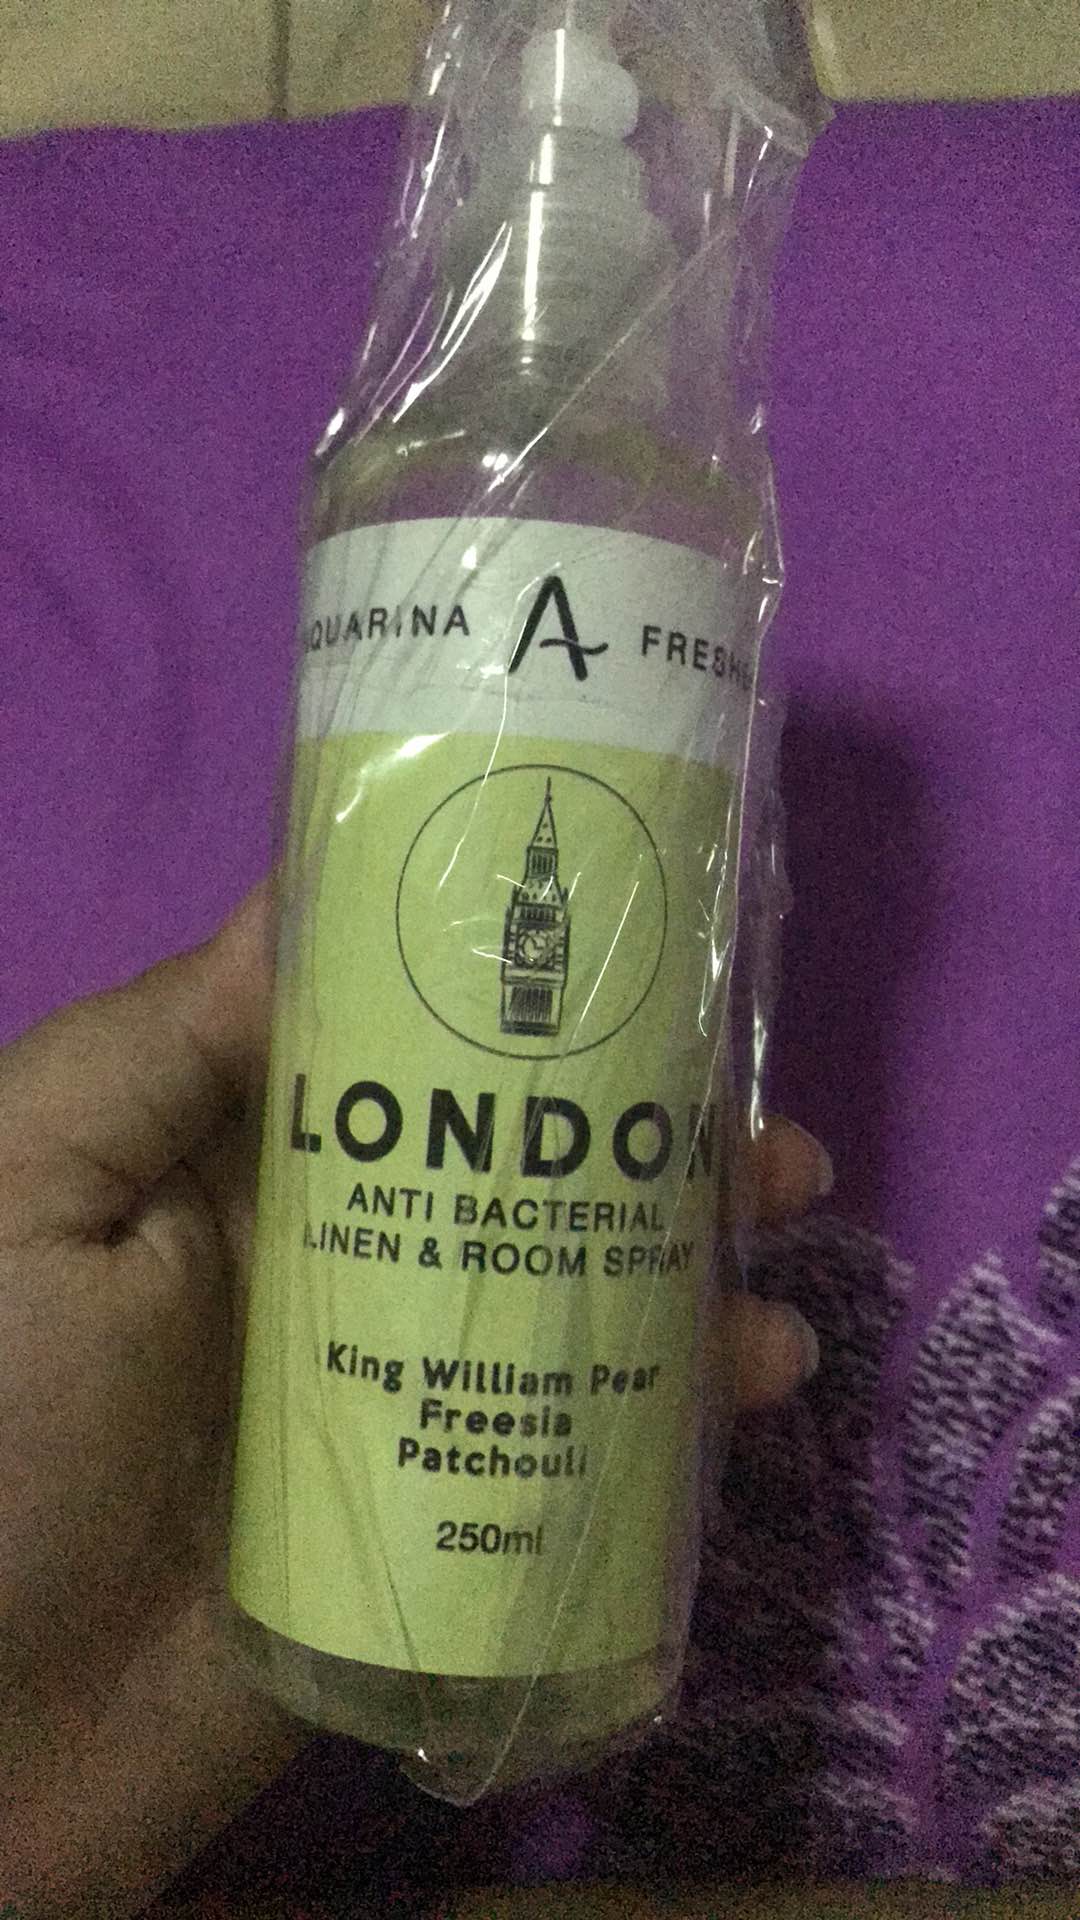 QUARINA A FRESH
LONDON
ANTI BACTERIAL
LINEN & ROOM SPRAY
King William Pear
Freesia
Patchouli
250ml